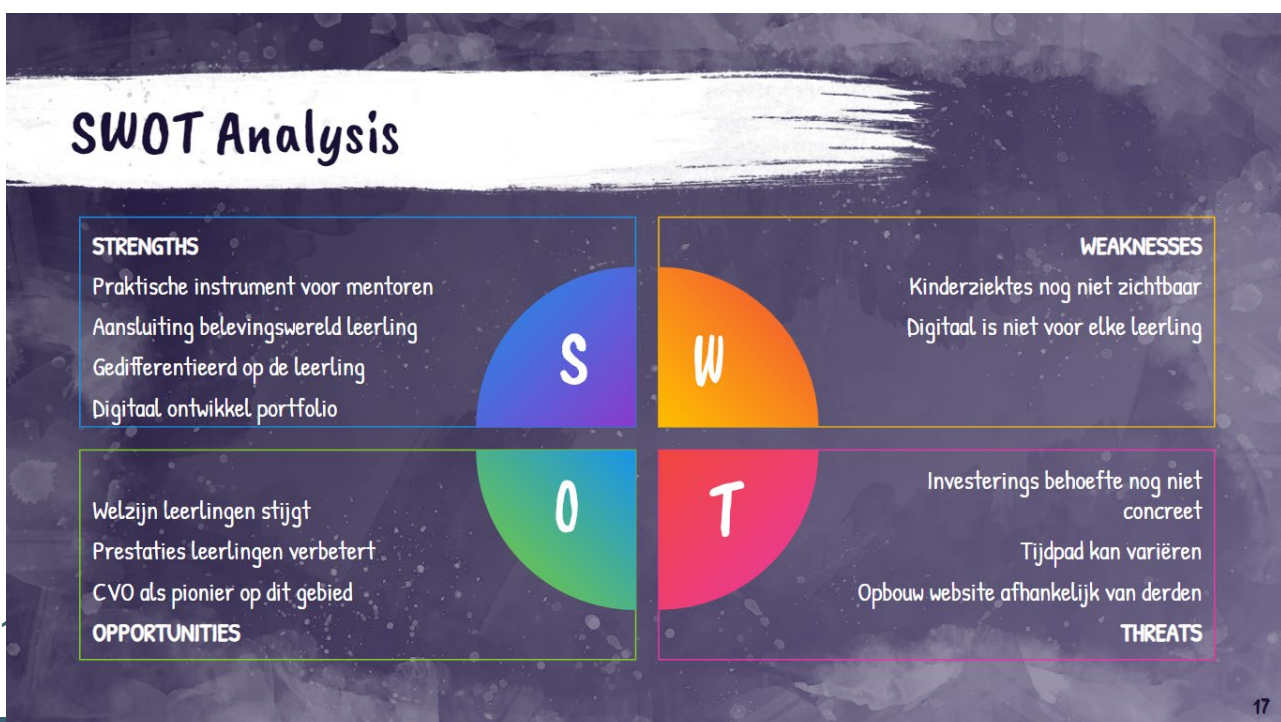 SWOT Analysis
STRENGTHS
Praktische instrument voor mentoren
Aansluiting belevingswereld leerling
Gedifferentieerd op de leerling
Digitaal ontwikkel portfolio
S
W
WEAKNESSES
Kinderziektes nog niet zichtbaar
Digitaal is niet voor elke leerling
Welzijn leerlingen stijgt
Prestaties leerlingen verbetert
CVO als pionier op dit gebied
OPPORTUNITIES
O
T
Investerings behoefte nog niet
concreet
Tijdpad kan variëren
Opbouw website afhankelijk van derden
THREATS
17